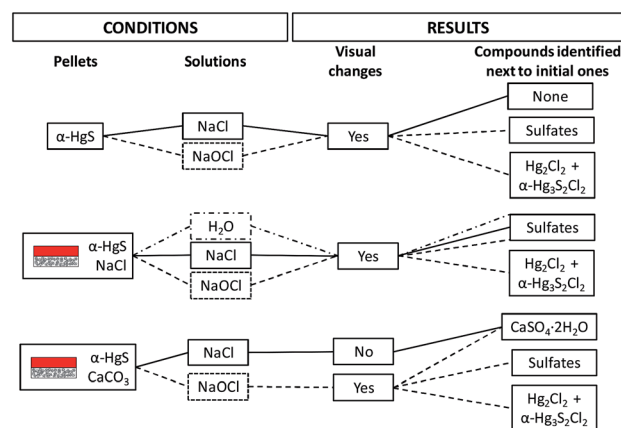 CONDITIONS
RESULTS
Pellets
Solutions
Visual
changes
Compounds identified
next to initial ones
α-HgS
NaCl
NaOCl
Yes
None
Sulfates
Hg₂Cl₂ +
α-Hg₃S₂Cl₂
α-HgS
NaCl
H₂O
NaCl
NaOCl
Yes
Sulfates
Hg₂Cl₂ +
α-Hg₃S₂Cl₂
α-HgS
CaCO₃
NaCl
NaOCl
No
Yes
CaSO₄·2H₂O
Sulfates
Hg₂Cl₂ +
α-Hg₃S₂Cl₂